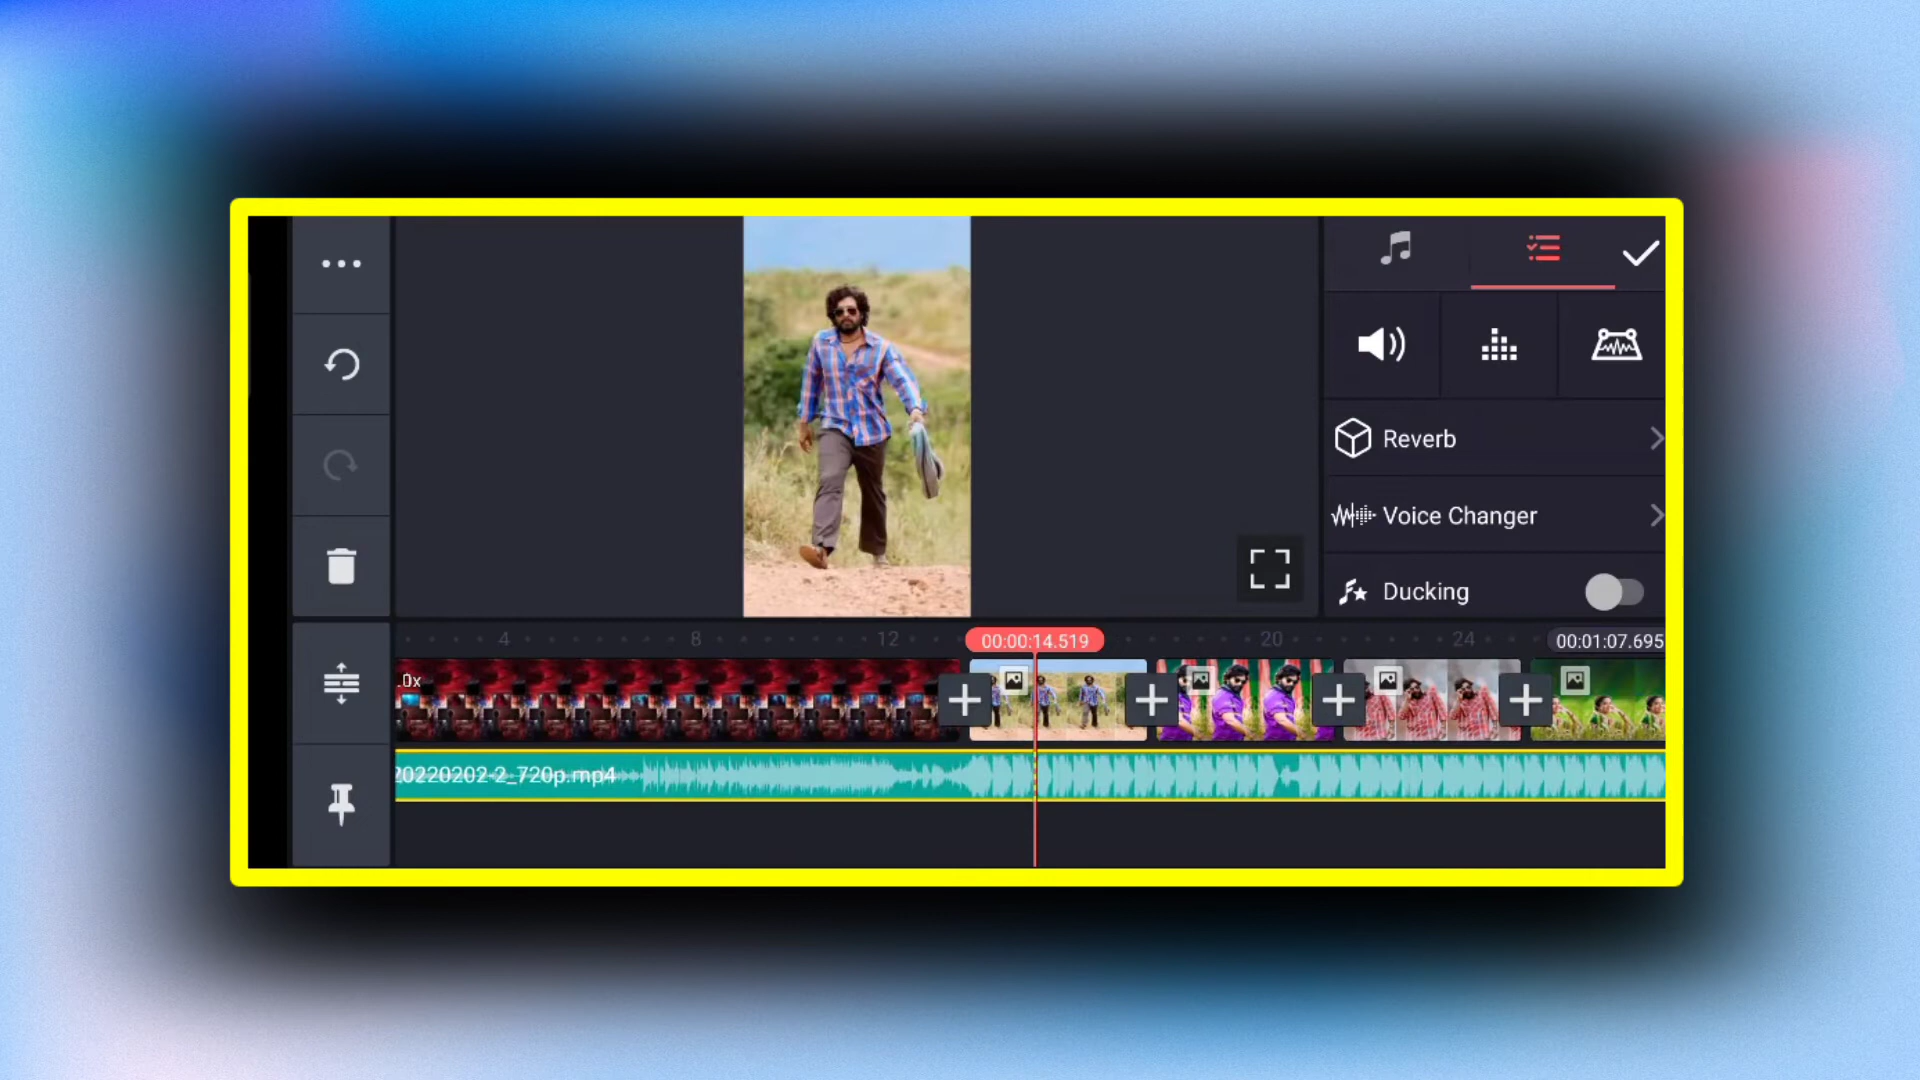 Reverb
Voice Changer
Ducking
4
8
12
00:00:14.519
20
24
00:01:07.695
.0x
20220202-2_720p.mp4